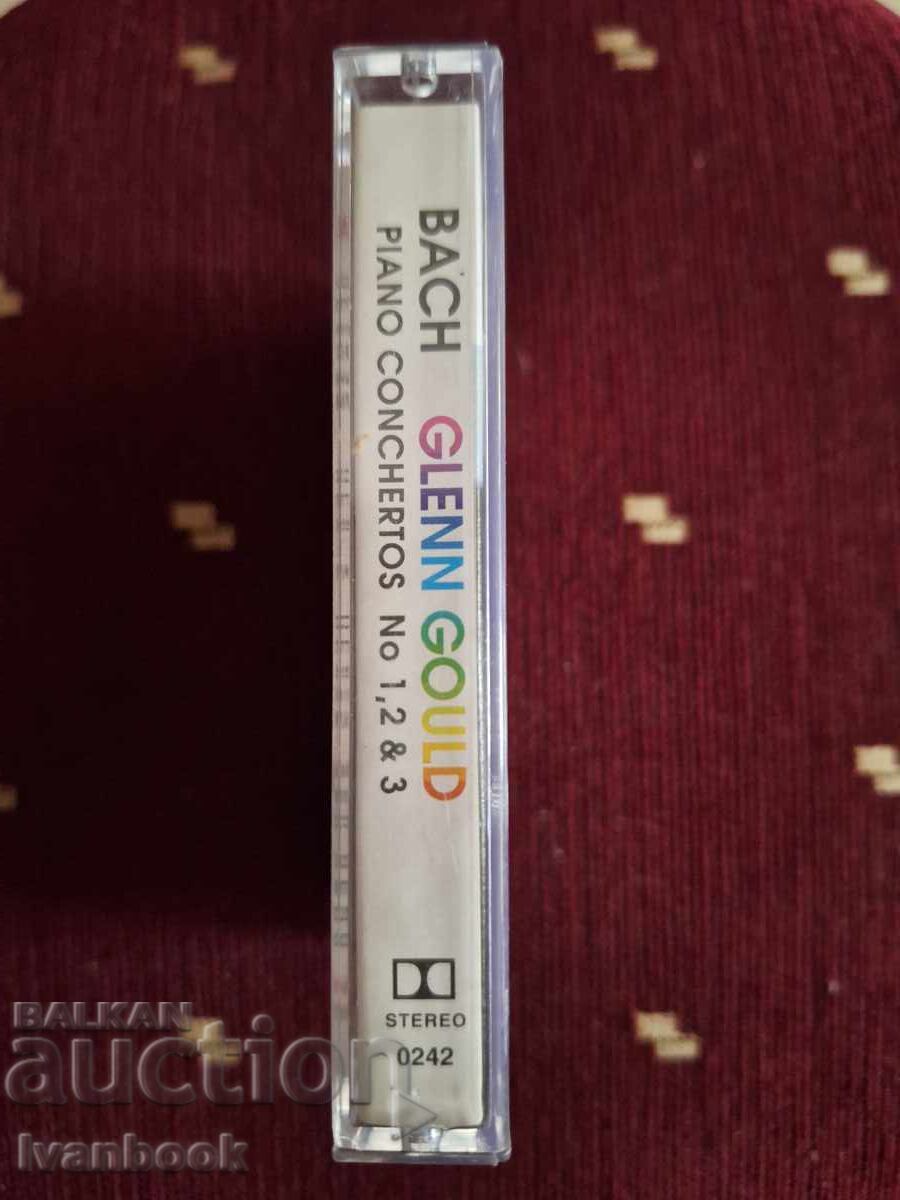 BACH GLENN GOULD
PIANO CONCHERTOS No 1,2 & 3
STEREO
0242
BALKAN
auction
Ivanbook